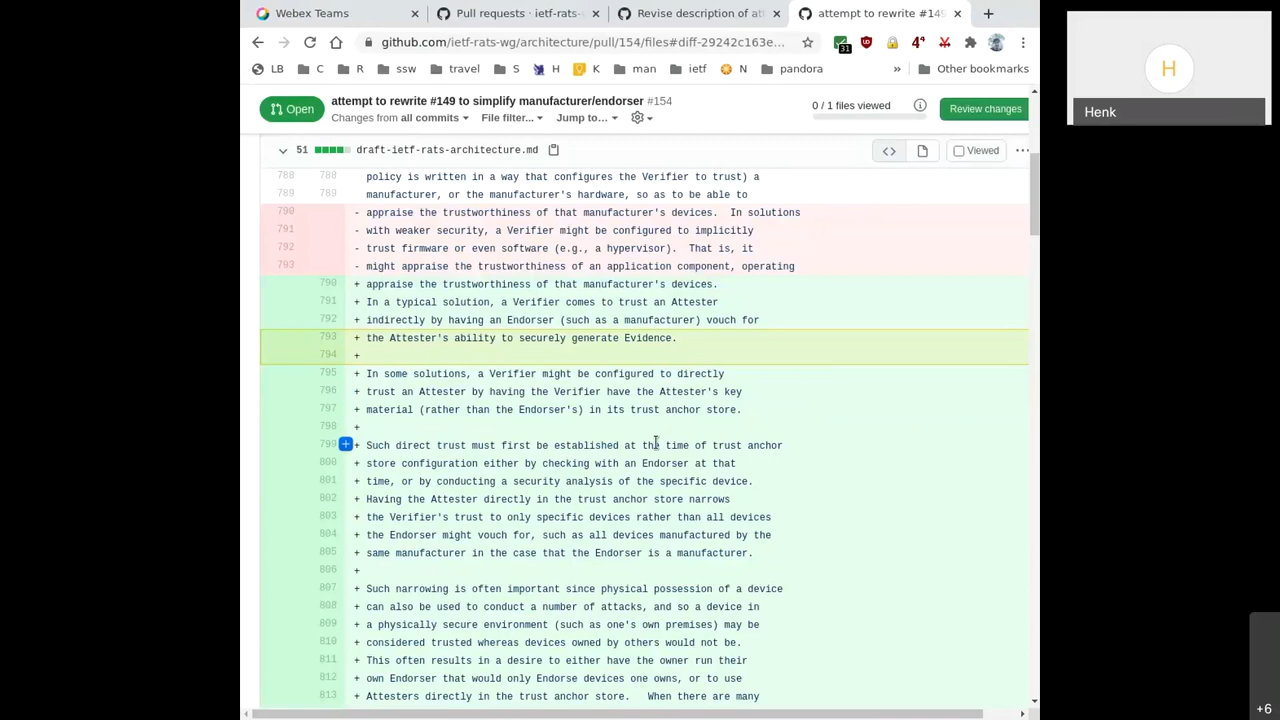 Webex Teams
Pull requests · ietf-rats-
Revise description of att
attempt to rewrite #149
github.com/ietf-rats-wg/architecture/pull/154/files#diff-29242c163e...
31
4⁴
LB C R ssw travel S H K man ietf N pandora » Other bookmarks
Open
attempt to rewrite #149 to simplify manufacturer/endorser #154
Changes from all commits File filter... Jump to...
0 / 1 files viewed
Review changes
51 draft-ietf-rats-architecture.md
Viewed
788 788 policy is written in a way that configures the Verifier to trust) a
789 789 manufacturer, or the manufacturer's hardware, so as to be able to
790 - appraise the trustworthiness of that manufacturer's devices. In solutions
791 - with weaker security, a Verifier might be configured to implicitly
792 - trust firmware or even software (e.g., a hypervisor). That is, it
793 - might appraise the trustworthiness of an application component, operating
790 + appraise the trustworthiness of that manufacturer's devices.
791 + In a typical solution, a Verifier comes to trust an Attester
792 + indirectly by having an Endorser (such as a manufacturer) vouch for
793 + the Attester's ability to securely generate Evidence.
794 +
795 + In some solutions, a Verifier might be configured to directly
796 + trust an Attester by having the Verifier have the Attester's key
797 + material (rather than the Endorser's) in its trust anchor store.
798 +
799 + Such direct trust must first be established at the time of trust anchor
800 + store configuration either by checking with an Endorser at that
801 + time, or by conducting a security analysis of the specific device.
802 + Having the Attester directly in the trust anchor store narrows
803 + the Verifier's trust to only specific devices rather than all devices
804 + the Endorser might vouch for, such as all devices manufactured by the
805 + same manufacturer in the case that the Endorser is a manufacturer.
806 +
807 + Such narrowing is often important since physical possession of a device
808 + can also be used to conduct a number of attacks, and so a device in
809 + a physically secure environment (such as one's own premises) may be
810 + considered trusted whereas devices owned by others would not be.
811 + This often results in a desire to either have the owner run their
812 + own Endorser that would only Endorse devices one owns, or to use
813 + Attesters directly in the trust anchor store. When there are many
H
Henk
+6